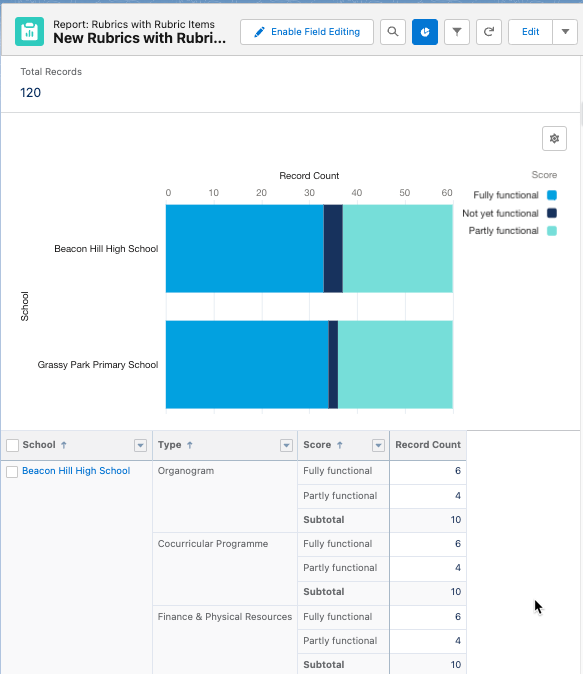 Report: Rubrics with Rubric Items
New Rubrics with Rubri...
Enable Field Editing
Edit
Total Records
120
Record Count
0 10 20 30 40 50 60
Score
Fully functional
Not yet functional
Partly functional
School
Beacon Hill High School
Grassy Park Primary School
School ↑ Type ↑ Score ↑ Record Count
Beacon Hill High School Organogram Fully functional 6
Partly functional 4
Subtotal 10
Cocurricular Programme Fully functional 6
Partly functional 4
Subtotal 10
Finance & Physical Resources Fully functional 6
Partly functional 4
Subtotal 10